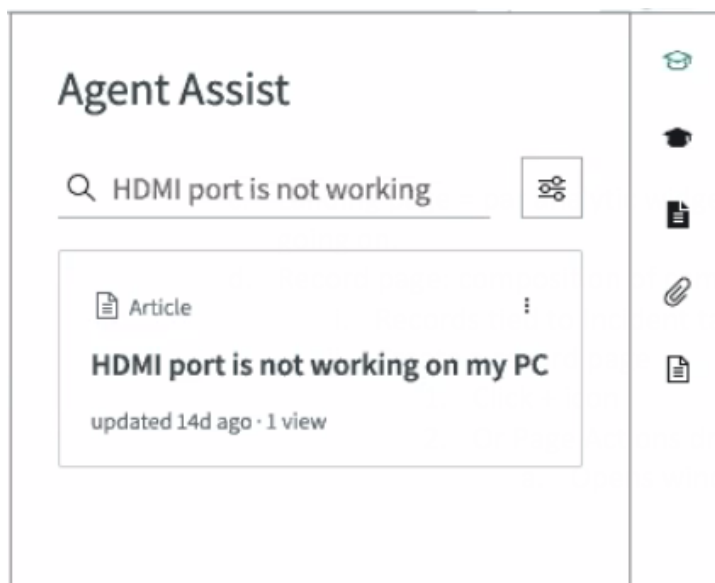 Agent Assist
HDMI port is not working
Article
HDMI port is not working on my PC
updated 14d ago · 1 view